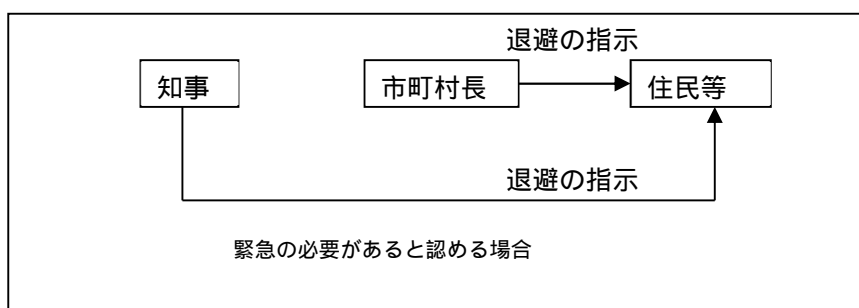 退避の指示
知事
市町村長
住民等
退避の指示
緊急の必要があると認める場合